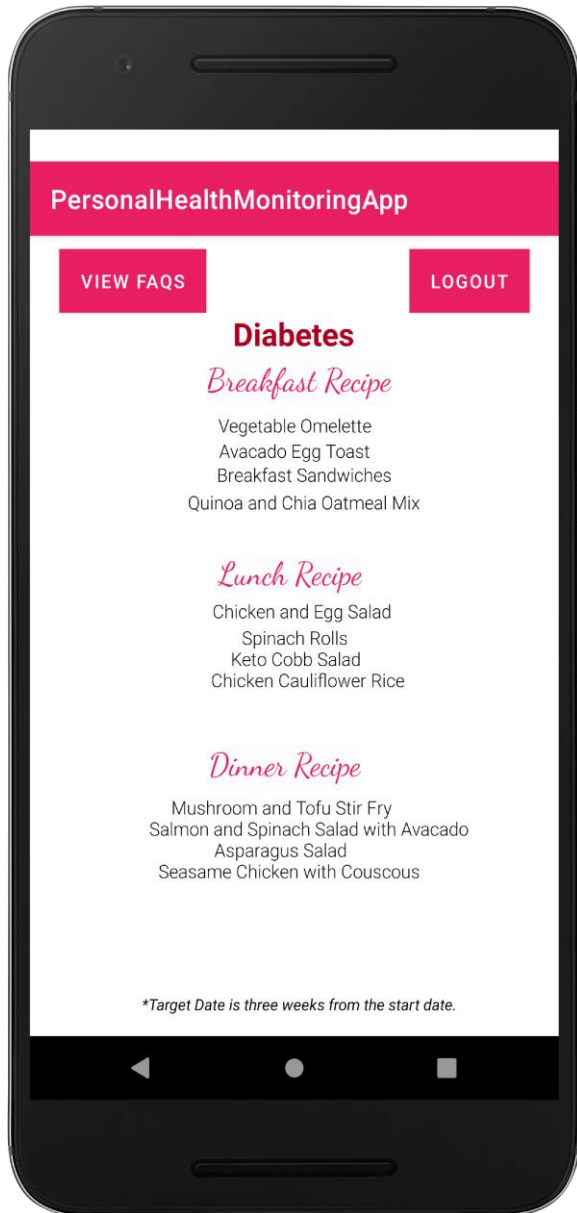 PersonalHealthMonitoringApp
VIEW FAQS
LOGOUT
Diabetes
Breakfast Recipe
Vegetable Omelette
Avacado Egg Toast
Breakfast Sandwiches
Quinoa and Chia Oatmeal Mix
Lunch Recipe
Chicken and Egg Salad
Spinach Rolls
Keto Cobb Salad
Chicken Cauliflower Rice
Dinner Recipe
Mushroom and Tofu Stir Fry
Salmon and Spinach Salad with Avacado
Asparagus Salad
Seasame Chicken with Couscous
*Target Date is three weeks from the start date.